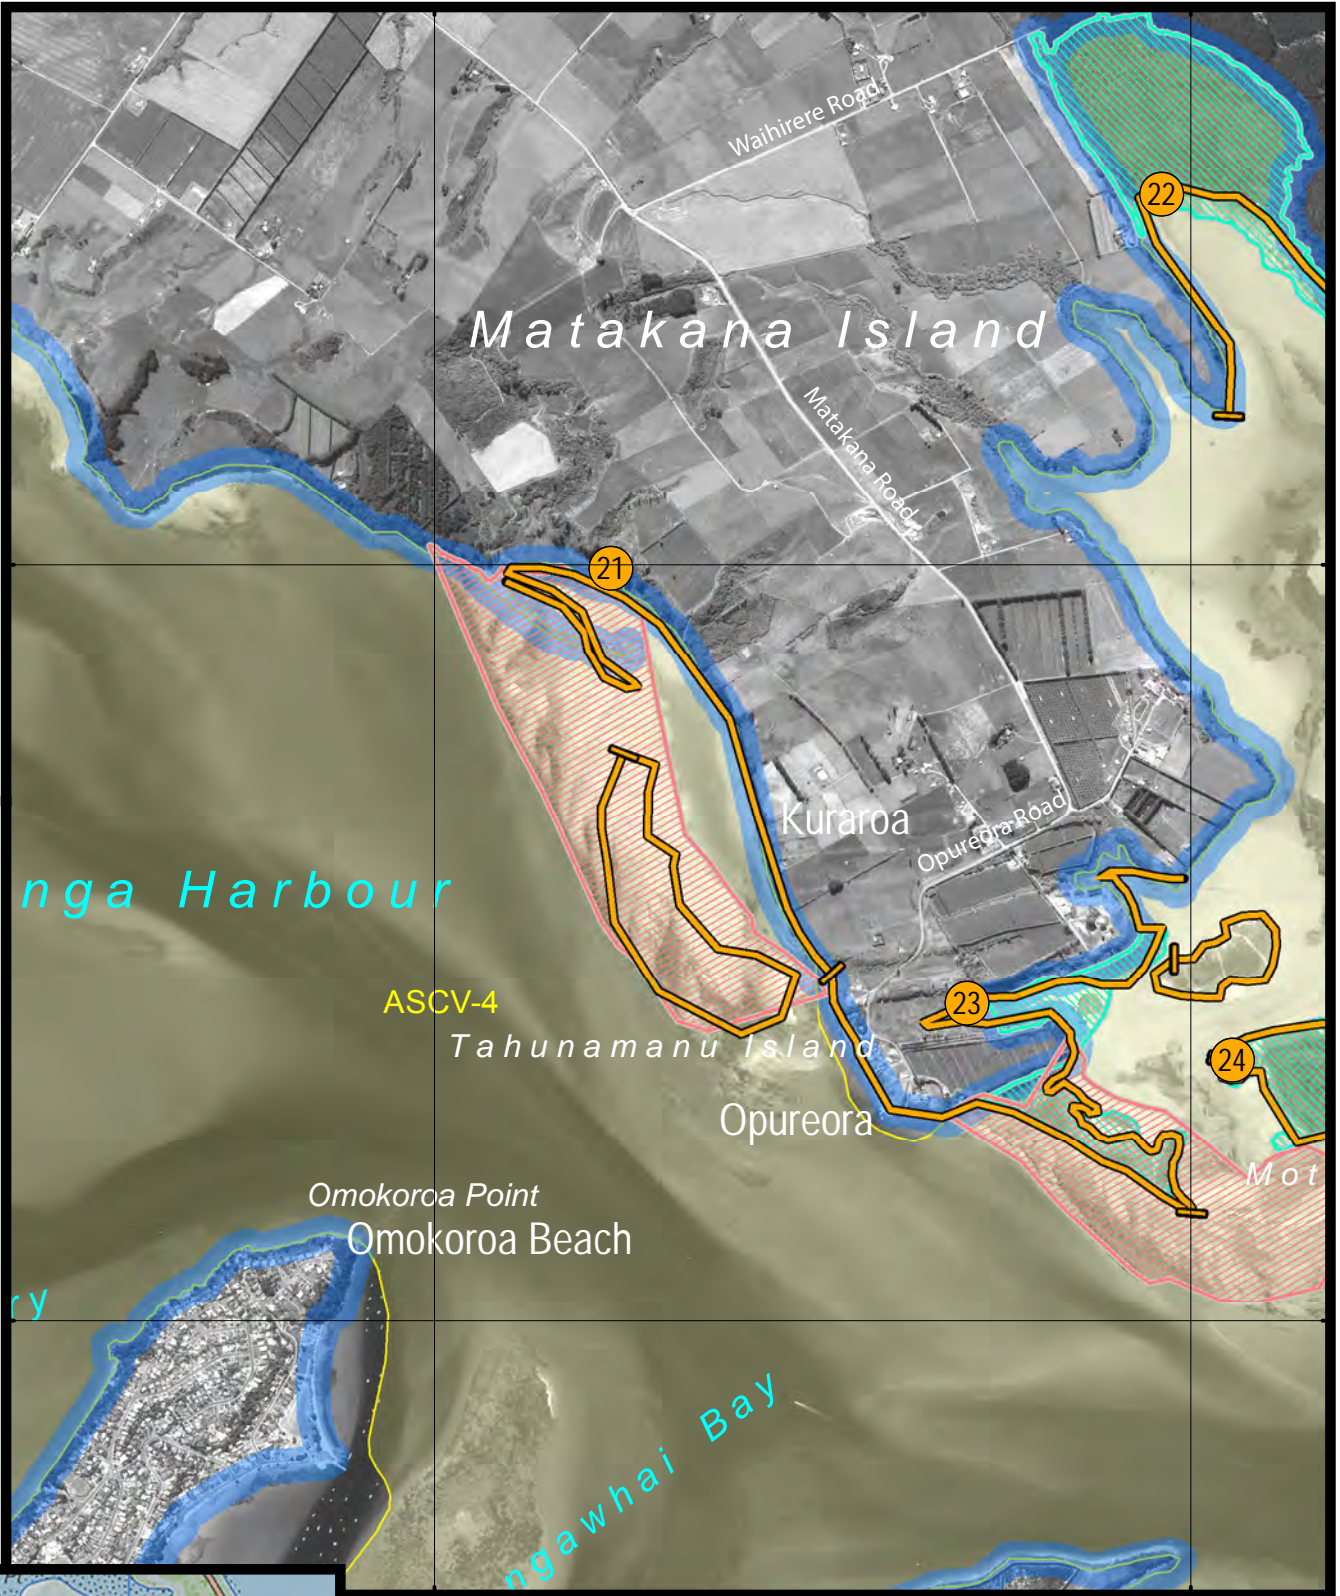 Waihirere Road
22
Matakana Island
Matakana Road
21
Kuraroa
Opureora Road
nga Harbour
ASCV-4
23
Tahunamanu Island
24
Opureora
Mot
Omokoroa Point
Omokoroa Beach
ry
ngawhai Bay